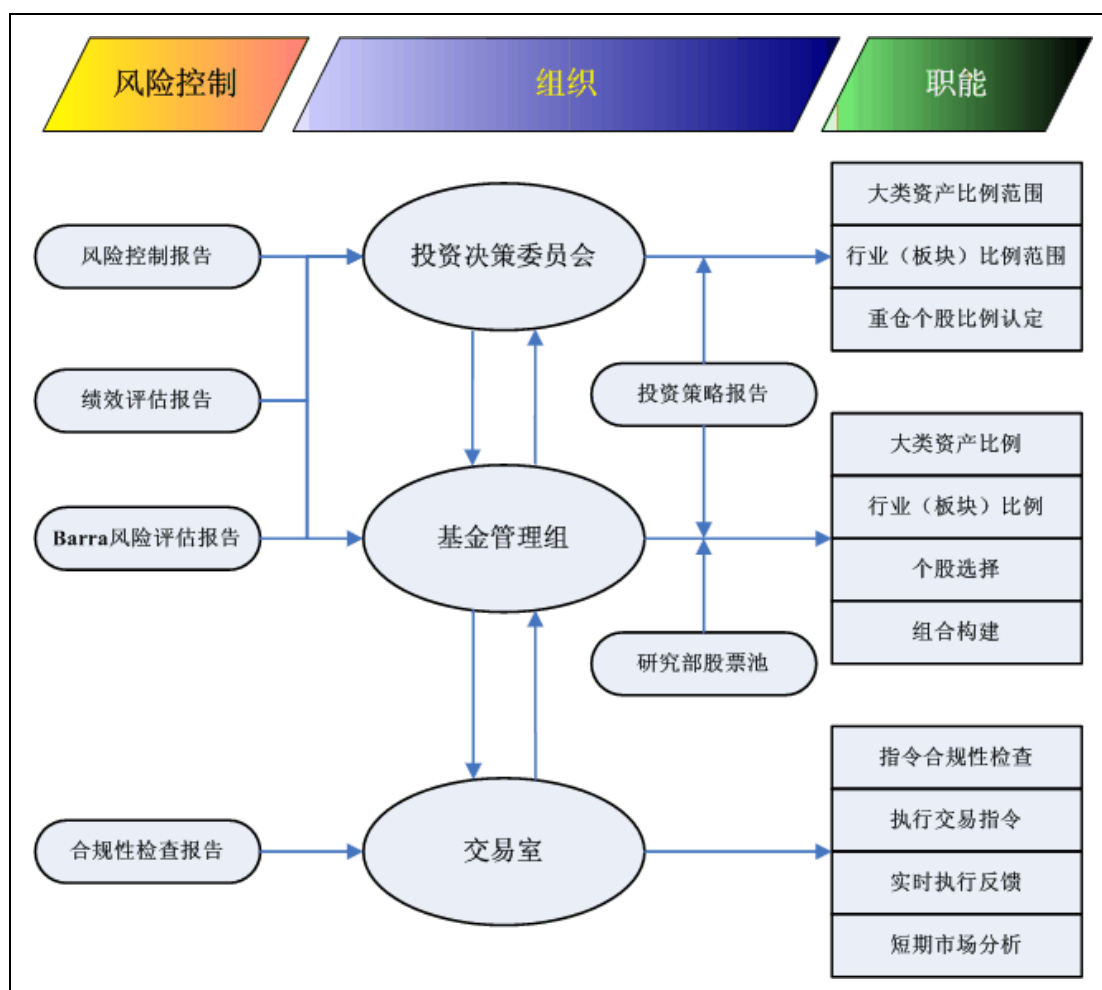 风险控制
组织
职能
风险控制报告
绩效评估报告
Barra风险评估报告
合规性检查报告
投资决策委员会
基金管理组
交易室
投资策略报告
研究部股票池
大类资产比例范围
行业（板块）比例范围
重仓个股比例认定
大类资产比例
行业（板块）比例
个股选择
组合构建
指令合规性检查
执行交易指令
实时执行反馈
短期市场分析